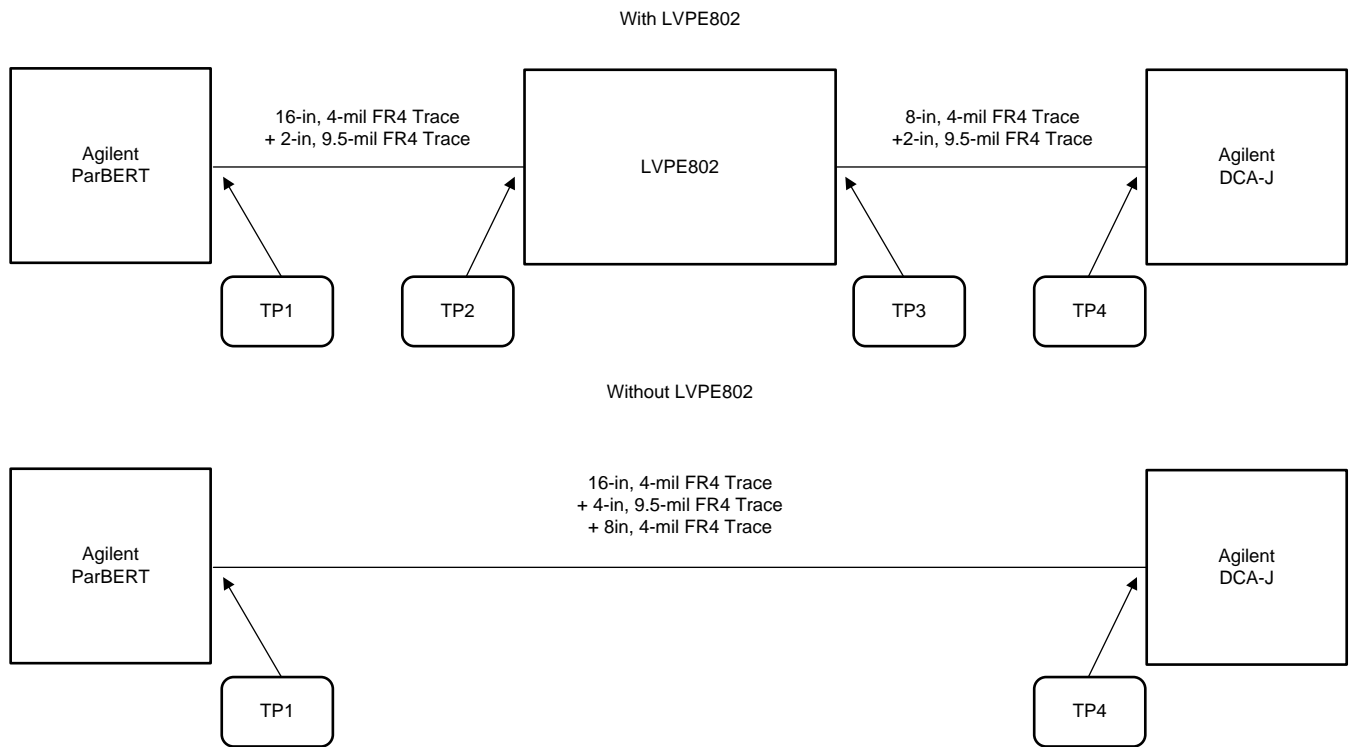 With LVPE802
Agilent
ParBERT
16-in, 4-mil FR4 Trace
+ 2-in, 9.5-mil FR4 Trace
LVPE802
8-in, 4-mil FR4 Trace
+2-in, 9.5-mil FR4 Trace
Agilent
DCA-J
TP1
TP2
TP3
TP4
Without LVPE802
Agilent
ParBERT
16-in, 4-mil FR4 Trace
+ 4-in, 9.5-mil FR4 Trace
+ 8in, 4-mil FR4 Trace
Agilent
DCA-J
TP1
TP4